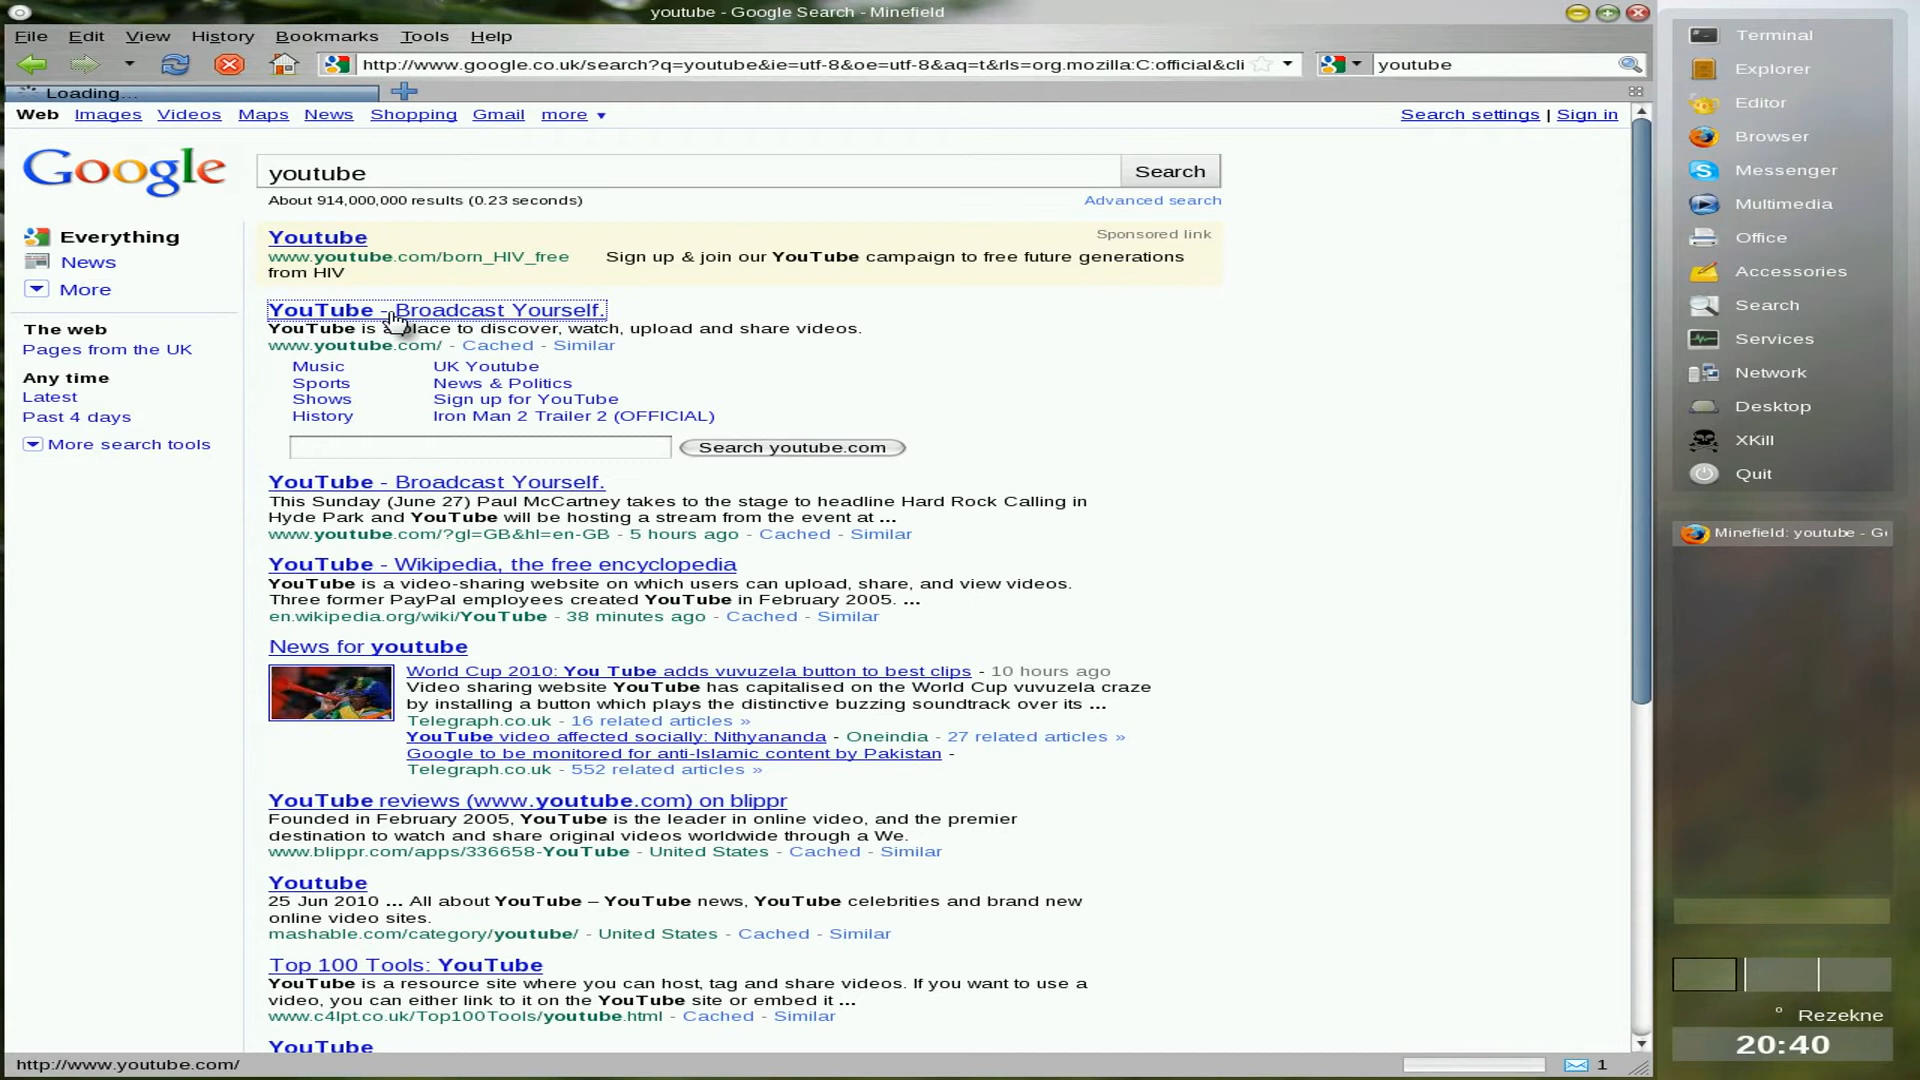 youtube - Google Search - Minefield
File Edit View History Bookmarks Tools Help
http://www.google.co.uk/search?q=youtube&ie=utf-8&oe=utf-8&aq=t&rls=org.mozilla:C:official&cli
youtube
Loading...
Web Images Videos Maps News Shopping Gmail more
Search settings | Sign in
Google
youtube
Search
About 914,000,000 results (0.23 seconds)
Advanced search
Everything
News
More
The web
Pages from the UK
Any time
Latest
Past 4 days
More search tools
Youtube
Sponsored link
www.youtube.com/born_HIV_free Sign up & join our YouTube campaign to free future generations
from HIV
YouTube - Broadcast Yourself.
YouTube is a place to discover, watch, upload and share videos.
www.youtube.com/ - Cached - Similar
Music UK Youtube
Sports News & Politics
Shows Sign up for YouTube
History Iron Man 2 Trailer 2 (OFFICIAL)
Search youtube.com
YouTube - Broadcast Yourself.
This Sunday (June 27) Paul McCartney takes to the stage to headline Hard Rock Calling in
Hyde Park and YouTube will be hosting a stream from the event at ...
www.youtube.com/?gl=GB&hl=en-GB - 5 hours ago - Cached - Similar
YouTube - Wikipedia, the free encyclopedia
YouTube is a video-sharing website on which users can upload, share, and view videos.
Three former PayPal employees created YouTube in February 2005. ...
en.wikipedia.org/wiki/YouTube - 38 minutes ago - Cached - Similar
News for youtube
World Cup 2010: You Tube adds vuvuzela button to best clips - 10 hours ago
Video sharing website YouTube has capitalised on the World Cup vuvuzela craze
by installing a button which plays the distinctive buzzing soundtrack over its ...
Telegraph.co.uk - 16 related articles »
YouTube video affected socially: Nithyananda - Oneindia - 27 related articles »
Google to be monitored for anti-Islamic content by Pakistan -
Telegraph.co.uk - 552 related articles »
YouTube reviews (www.youtube.com) on blippr
Founded in February 2005, YouTube is the leader in online video, and the premier
destination to watch and share original videos worldwide through a We.
www.blippr.com/apps/336658-YouTube - United States - Cached - Similar
Youtube
25 Jun 2010 ... All about YouTube – YouTube news, YouTube celebrities and brand new
online video sites.
mashable.com/category/youtube/ - United States - Cached - Similar
Top 100 Tools: YouTube
YouTube is a resource site where you can host, tag and share videos. If you want to use a
video, you can either link to it on the YouTube site or embed it ...
www.c4lpt.co.uk/Top100Tools/youtube.html - Cached - Similar
YouTube
http://www.youtube.com/
1
Terminal
Explorer
Editor
Browser
Messenger
Multimedia
Office
Accessories
Search
Services
Network
Desktop
XKill
Quit
Minefield: youtube - G
° Rezekne
20:40